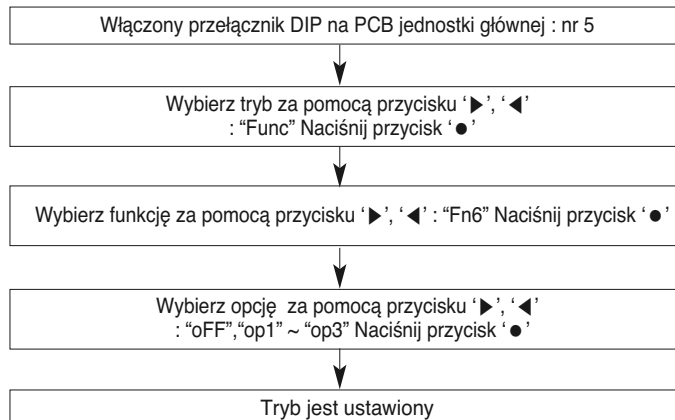 Włączony przełącznik DIP na PCB jednostki głównej : nr 5
Wybierz tryb za pomocą przycisku ‘▶’, ‘◀’
: “Func” Naciśnij przycisk ‘●’
Wybierz funkcję za pomocą przycisku ‘▶’, ‘◀’ : “Fn6” Naciśnij przycisk ‘●’
Wybierz opcję za pomocą przycisku ‘▶’, ‘◀’
: “oFF”,“op1” ~ “op3” Naciśnij przycisk ‘●’
Tryb jest ustawiony